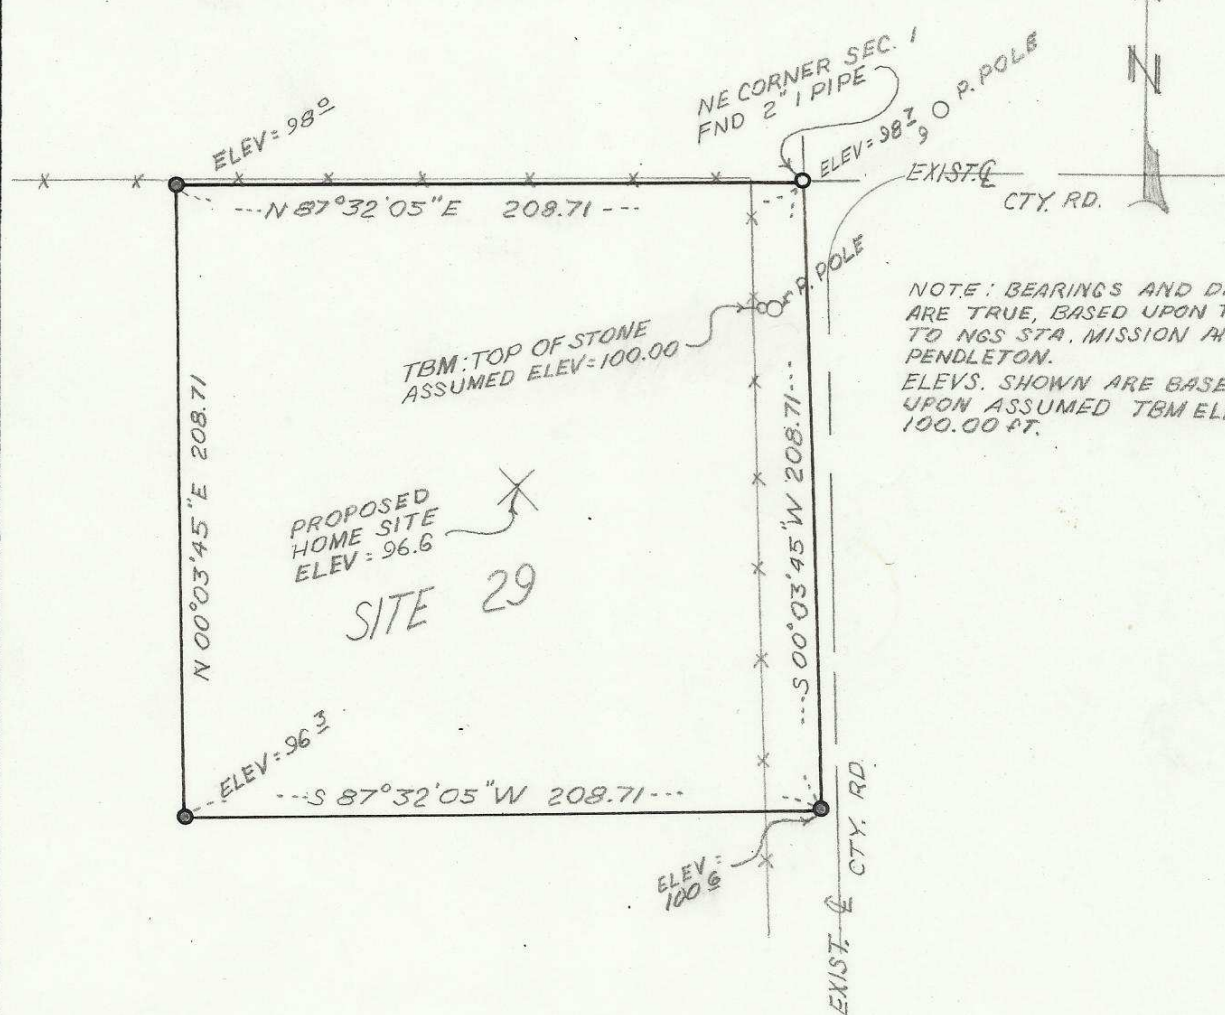 NE CORNER SEC. 1
FND 2" I PIPE
P. POLE
N
ELEV = 98 0
ELEV = 98 7
9
EXIST. ℄
CTY. RD.
N 87°32'05"E 208.71
P. POLE
NOTE: BEARINGS AND
ARE TRUE, BASED UPON
TO NGS STA. MISSION
PENDLETON.
ELEVS. SHOWN ARE BASE
UPON ASSUMED TBM
100.00 FT.
TBM: TOP OF STONE
ASSUMED ELEV = 100.00
N 00°03'45"E 208.71
S 00°03'45"W 208.71
PROPOSED
HOME SITE
ELEV = 96.6
SITE 29
ELEV = 96 3
S 87°32'05"W 208.71
ELEV =
100 6
EXIST. ℄ CTY. RD.